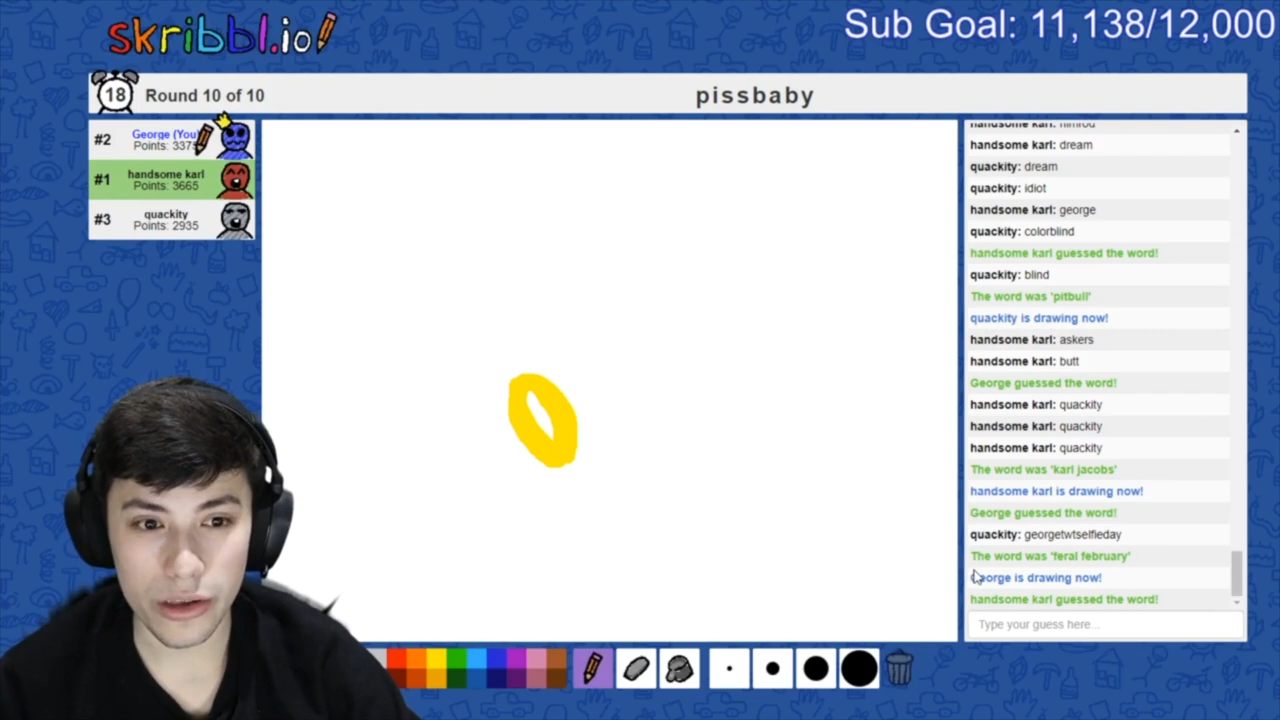 skribbl.io
Sub Goal: 11,138/12,000
18
Round 10 of 10
pissbaby
#2
George (You)
Points: 3375
#1
handsome karl
Points: 3665
#3
quackity
Points: 2935
handsome karl: nimrod
handsome karl: dream
quackity: dream
quackity: idiot
handsome karl: george
quackity: colorblind
handsome karl guessed the word!
quackity: blind
The word was 'pitbull'
quackity is drawing now!
handsome karl: askers
handsome karl: butt
George guessed the word!
handsome karl: quackity
handsome karl: quackity
handsome karl: quackity
The word was 'karl jacobs'
handsome karl is drawing now!
George guessed the word!
quackity: georgetwtselfieday
The word was 'feral february'
George is drawing now!
handsome karl guessed the word!
Type your guess here...